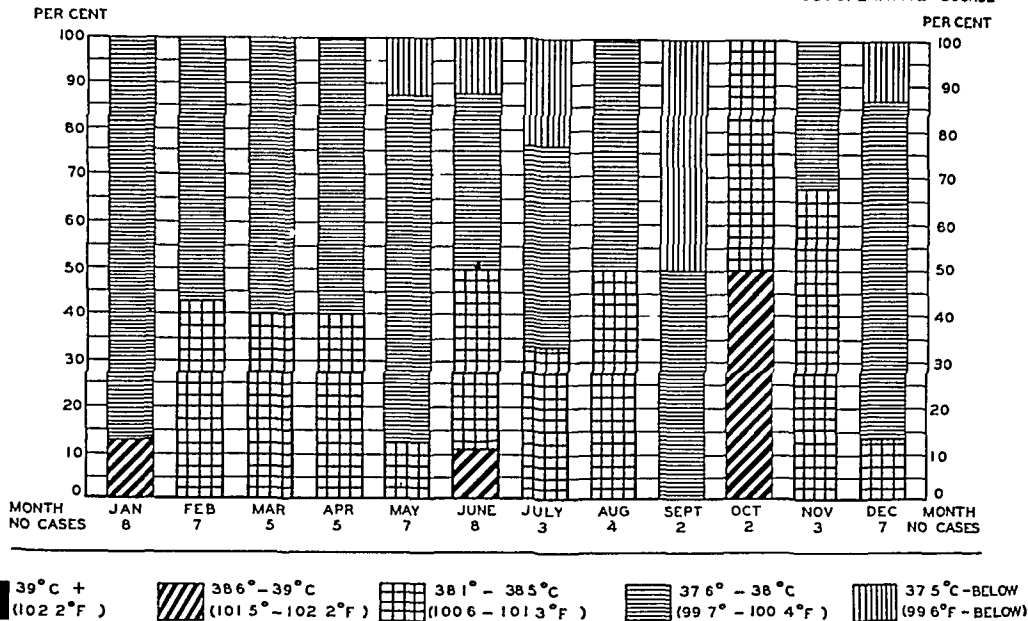 PER CENT
PER CENT
100 100
90 90
80 80
70 70
60 60
50 50
40 40
30 30
20 20
10 10
0 0
MONTH JAN FEB MAR APR MAY JUNE JULY AUG SEPT OCT NOV DEC MONTH
NO CASES 8 7 5 5 7 8 3 4 2 2 3 7 NO CASES
39°C + 38 6°-39°C 38 1°-38 5°C 37 6°-38°C 37 5°C-BELOW
(102 2°F) (101 5°-102 2°F) (100 6-101 3°F) (99 7°-100 4°F) (99 6°F-BELOW)